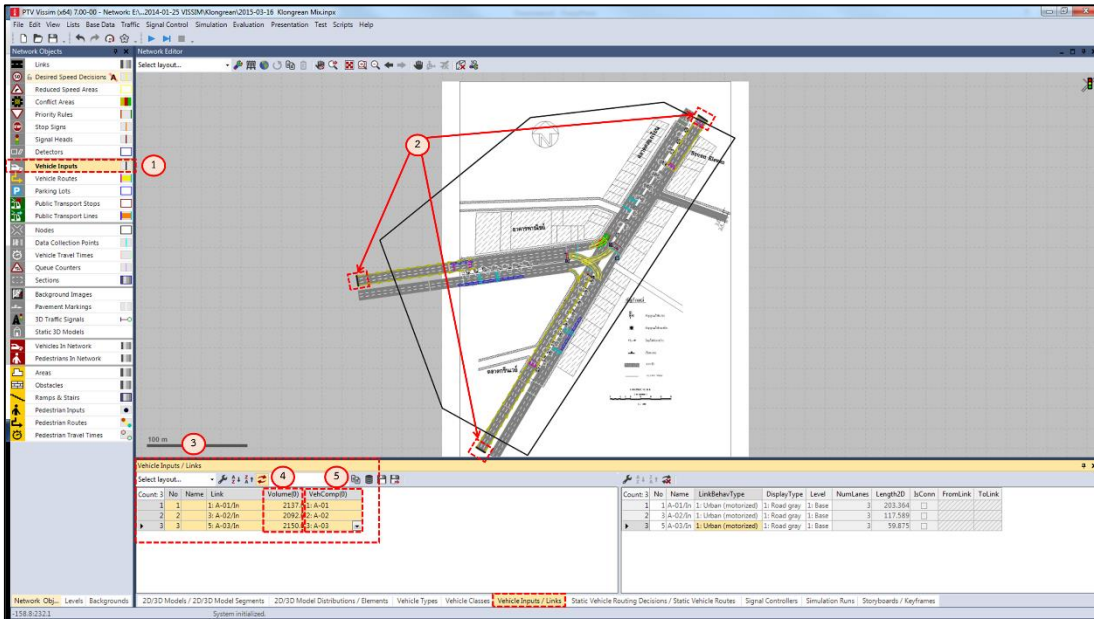 PTV Vissim (x64) 7.00-00 - Network: E:\...2014-01-25 VISSIM\Klongrean\2015-03-16 Klongrean Mix.inpx
File Edit View Lists Base Data Traffic Signal Control Simulation Evaluation Presentation Test Scripts Help
Network Objects
Network Editor
Select layout...
Links
Desired Speed Decisions
Reduced Speed Areas
Conflict Areas
Priority Rules
Stop Signs
Signal Heads
Detectors
Vehicle Inputs
1
Vehicle Routes
Parking Lots
Public Transport Stops
Public Transport Lines
Nodes
Data Collection Points
Vehicle Travel Times
Queue Counters
Sections
Background Images
Pavement Markings
3D Traffic Signals
Static 3D Models
Vehicles In Network
Pedestrians In Network
Areas
Obstacles
Ramps & Stairs
Pedestrian Inputs
Pedestrian Routes
Pedestrian Travel Times
2
N
อาคารพาณิชย์
100 m
3
Vehicle Inputs / Links
Select layout...
4
5
Count: 3 No Name Link Volume(0) VehComp(0)
1 1 1: A-01/In 2137. 1: A-01
2 2 3: A-02/In 2092. 2: A-02
3 3 5: A-03/In 2150. 3: A-03
Count: 3 No Name LinkBehavType DisplayType Level NumLanes Length2D IsConn FromLink ToLink
1 1 A-01/In 1: Urban (motorized) 1: Road gray 1: Base 3 203.364
2 3 A-02/In 1: Urban (motorized) 1: Road gray 1: Base 3 117.589
3 5 A-03/In 1: Urban (motorized) 1: Road gray 1: Base 3 59.875
Network Obj... Levels Backgrounds
2D/3D Models / 2D/3D Model Segments 2D/3D Model Distributions / Elements Vehicle Types Vehicle Classes Vehicle Inputs / Links Static Vehicle Routing Decisions / Static Vehicle Routes Signal Controllers Simulation Runs Storyboards / Keyframes
-158.8:232.1
System initialized.